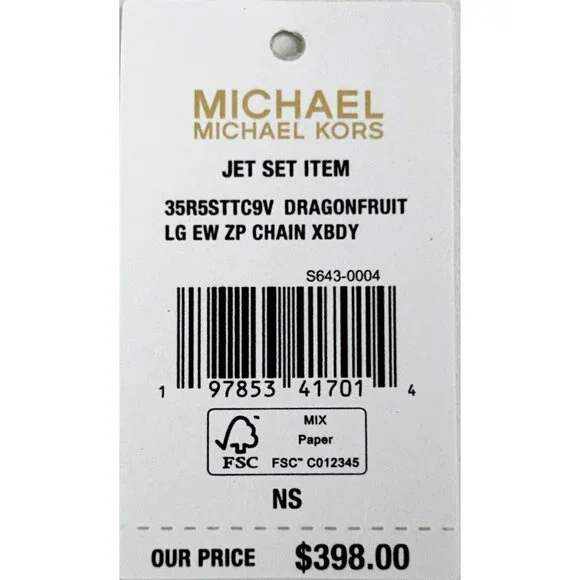 MICHAEL
MICHAEL KORS
JET SET ITEM
35R5STTC9V DRAGONFRUIT
LG EW ZP CHAIN XBDY
S643-0004
1 97853 41701 4
FSC
MIX
Paper
FSC™ C012345
NS
OUR PRICE $398.00